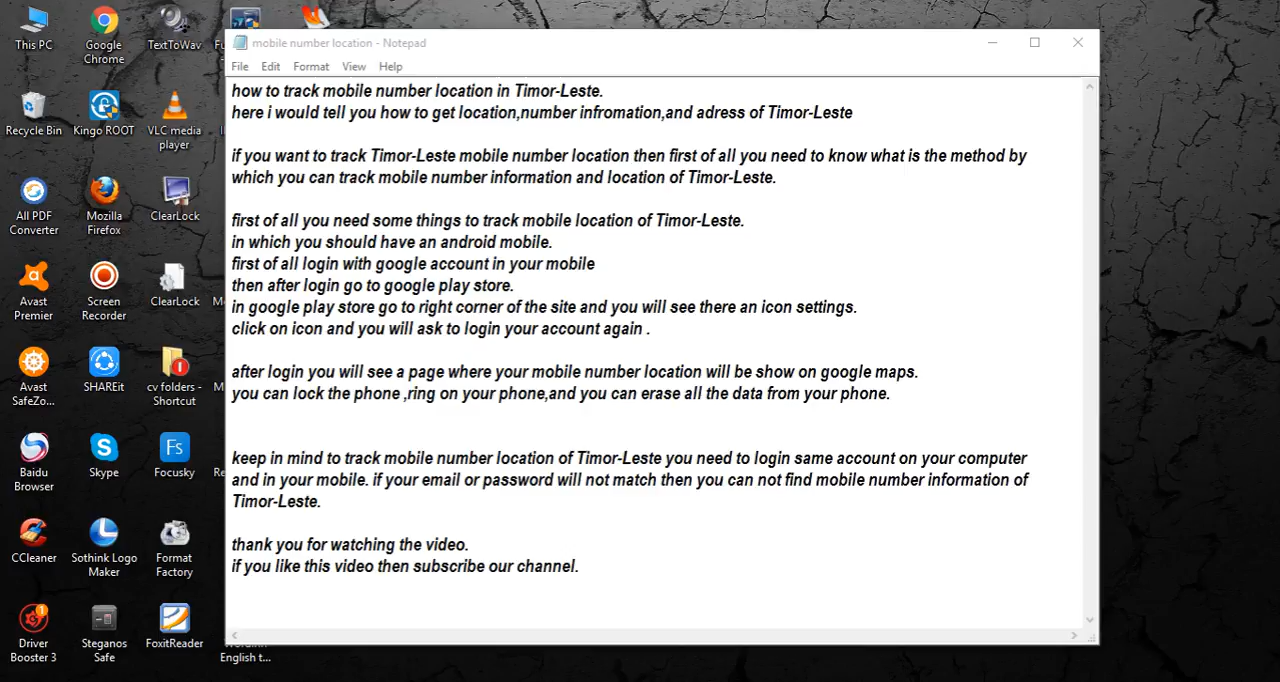 This PC
Google Chrome
TextToWav
Recycle Bin
Kingo ROOT
VLC media player
All PDF Converter
Mozilla Firefox
ClearLock
Avast Premier
Screen Recorder
ClearLock
Avast SafeZo...
SHAREit
cv folders - Shortcut
Baidu Browser
Skype
Focusky
CCleaner
Sothink Logo Maker
Format Factory
Driver Booster 3
Steganos Safe
FoxitReader
English t...
mobile number location - Notepad
File Edit Format View Help
how to track mobile number location in Timor-Leste.
here i would tell you how to get location,number infromation,and adress of Timor-Leste
if you want to track Timor-Leste mobile number location then first of all you need to know what is the method by
which you can track mobile number information and location of Timor-Leste.
first of all you need some things to track mobile location of Timor-Leste.
in which you should have an android mobile.
first of all login with google account in your mobile
then after login go to google play store.
in google play store go to right corner of the site and you will see there an icon settings.
click on icon and you will ask to login your account again .
after login you will see a page where your mobile number location will be show on google maps.
you can lock the phone ,ring on your phone,and you can erase all the data from your phone.
keep in mind to track mobile number location of Timor-Leste you need to login same account on your computer
and in your mobile. if your email or password will not match then you can not find mobile number information of
Timor-Leste.
thank you for watching the video.
if you like this video then subscribe our channel.